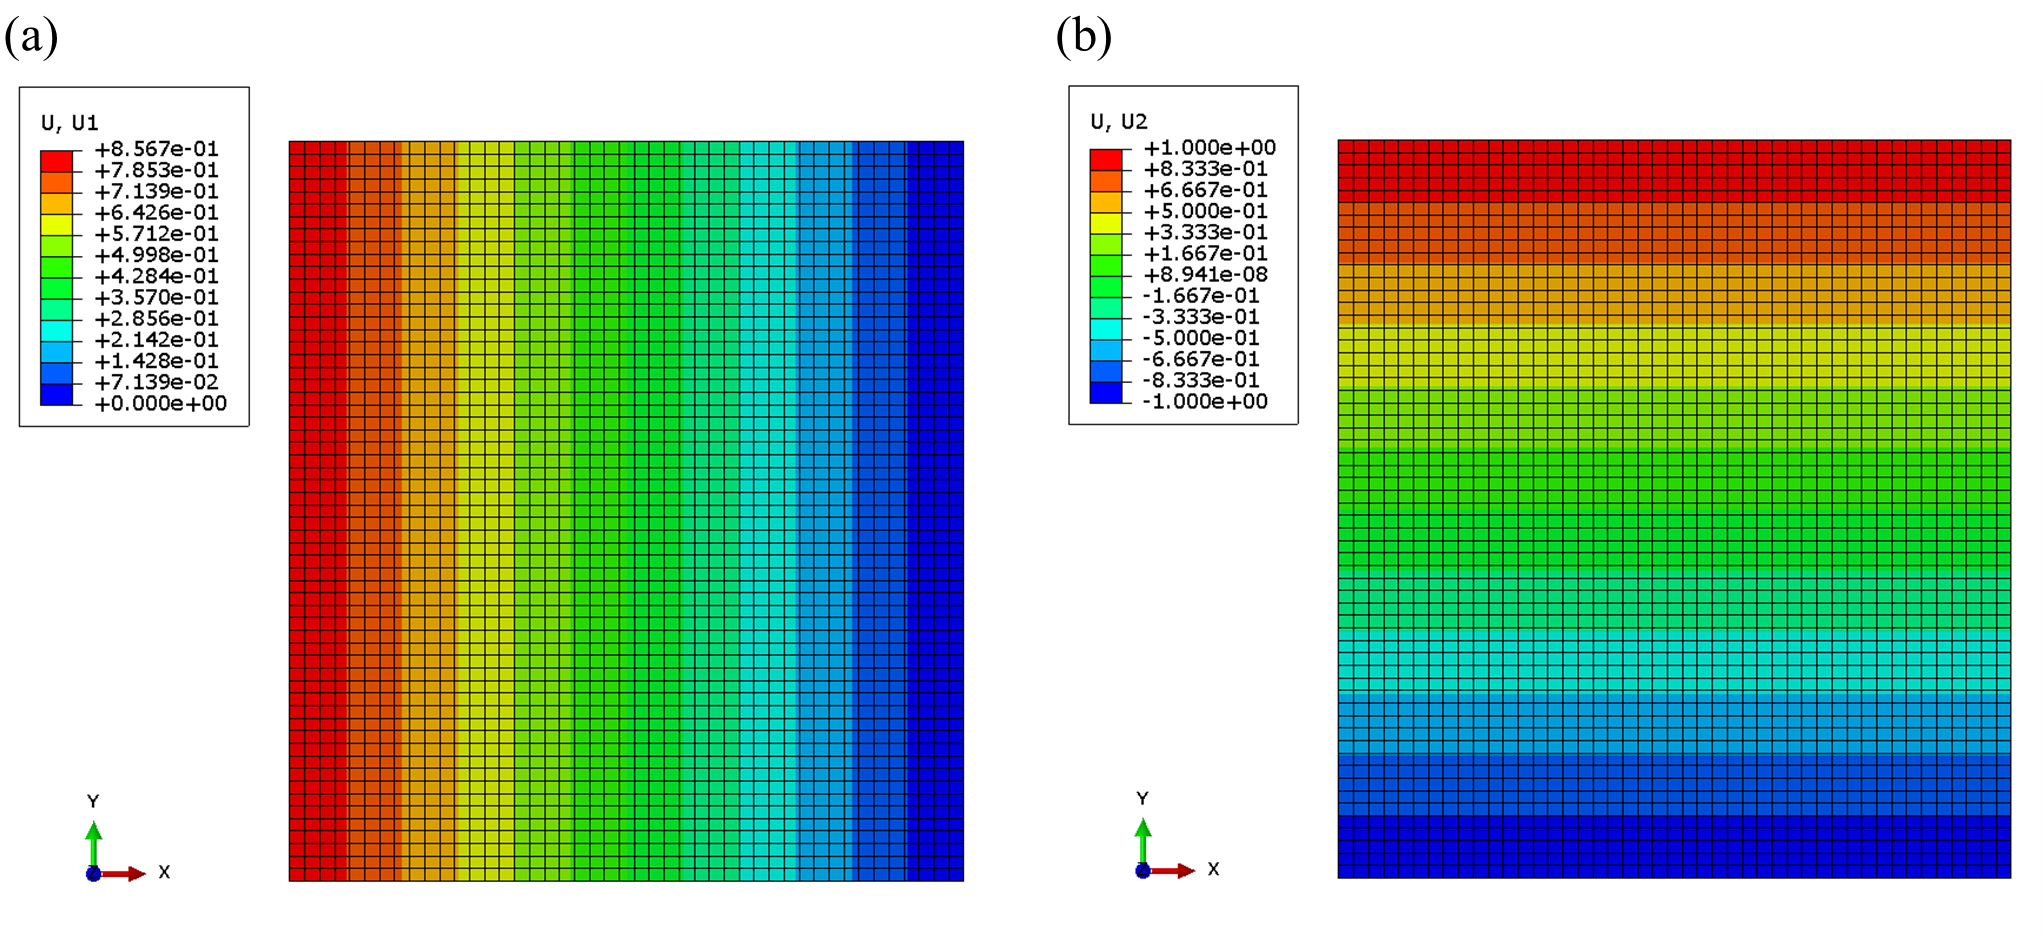 (a)
U, U1
+8.567e-01
+7.853e-01
+7.139e-01
+6.426e-01
+5.712e-01
+4.998e-01
+4.284e-01
+3.570e-01
+2.856e-01
+2.142e-01
+1.428e-01
+7.139e-02
+0.000e+00
Y
Z
X
(b)
U, U2
+1.000e+00
+8.333e-01
+6.667e-01
+5.000e-01
+3.333e-01
+1.667e-01
+8.941e-08
-1.667e-01
-3.333e-01
-5.000e-01
-6.667e-01
-8.333e-01
-1.000e+00
Y
Z
X